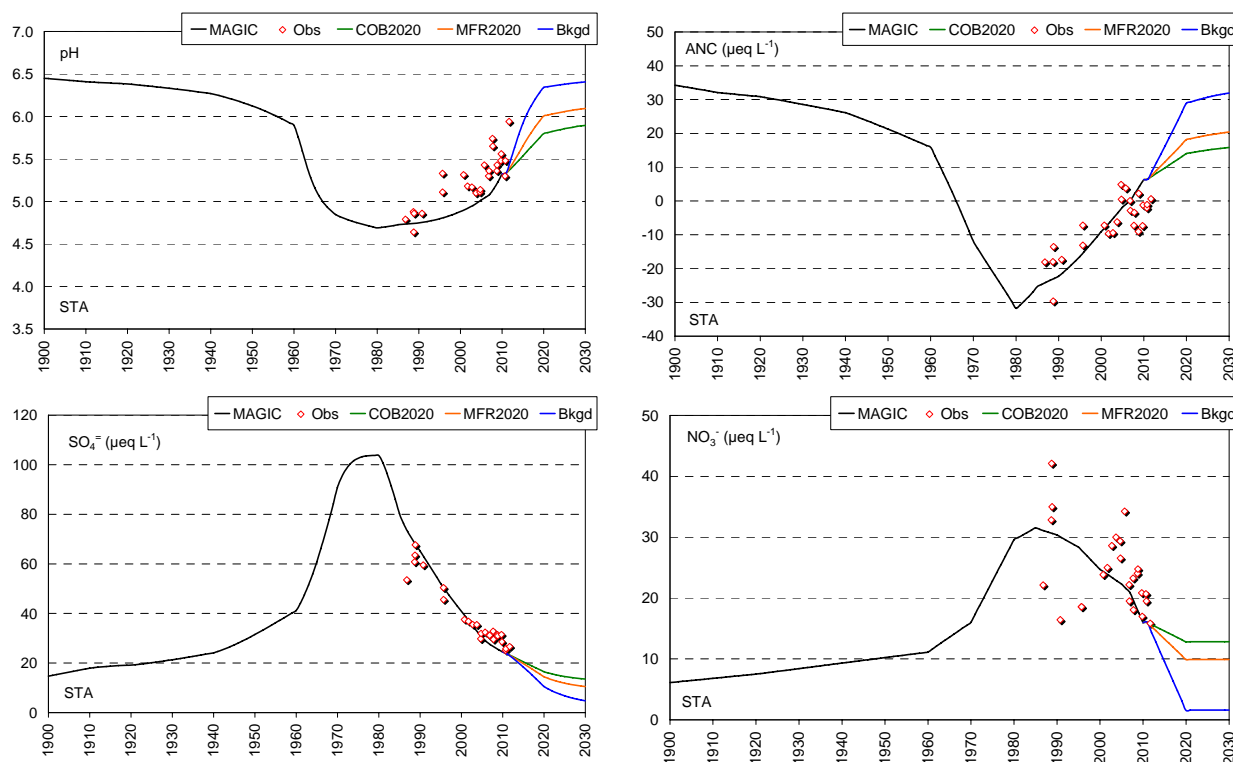 MAGIC Obs COB2020 MFR2020 Bkgd
7.0
pH
6.5
6.0
5.5
5.0
4.5
4.0
STA
3.5
1900 1910 1920 1930 1940 1950 1960 1970 1980 1990 2000 2010 2020 2030
MAGIC Obs COB2020 MFR2020 Bkgd
50
ANC (µeq L⁻¹)
40
30
20
10
0
-10
-20
-30
STA
-40
1900 1910 1920 1930 1940 1950 1960 1970 1980 1990 2000 2010 2020 2030
MAGIC Obs COB2020 MFR2020 Bkgd
120
SO₄⁼ (µeq L⁻¹)
100
80
60
40
20
STA
0
1900 1910 1920 1930 1940 1950 1960 1970 1980 1990 2000 2010 2020 2030
MAGIC Obs COB2020 MFR2020 Bkgd
50
NO₃⁻ (µeq L⁻¹)
40
30
20
10
STA
0
1900 1910 1920 1930 1940 1950 1960 1970 1980 1990 2000 2010 2020 2030